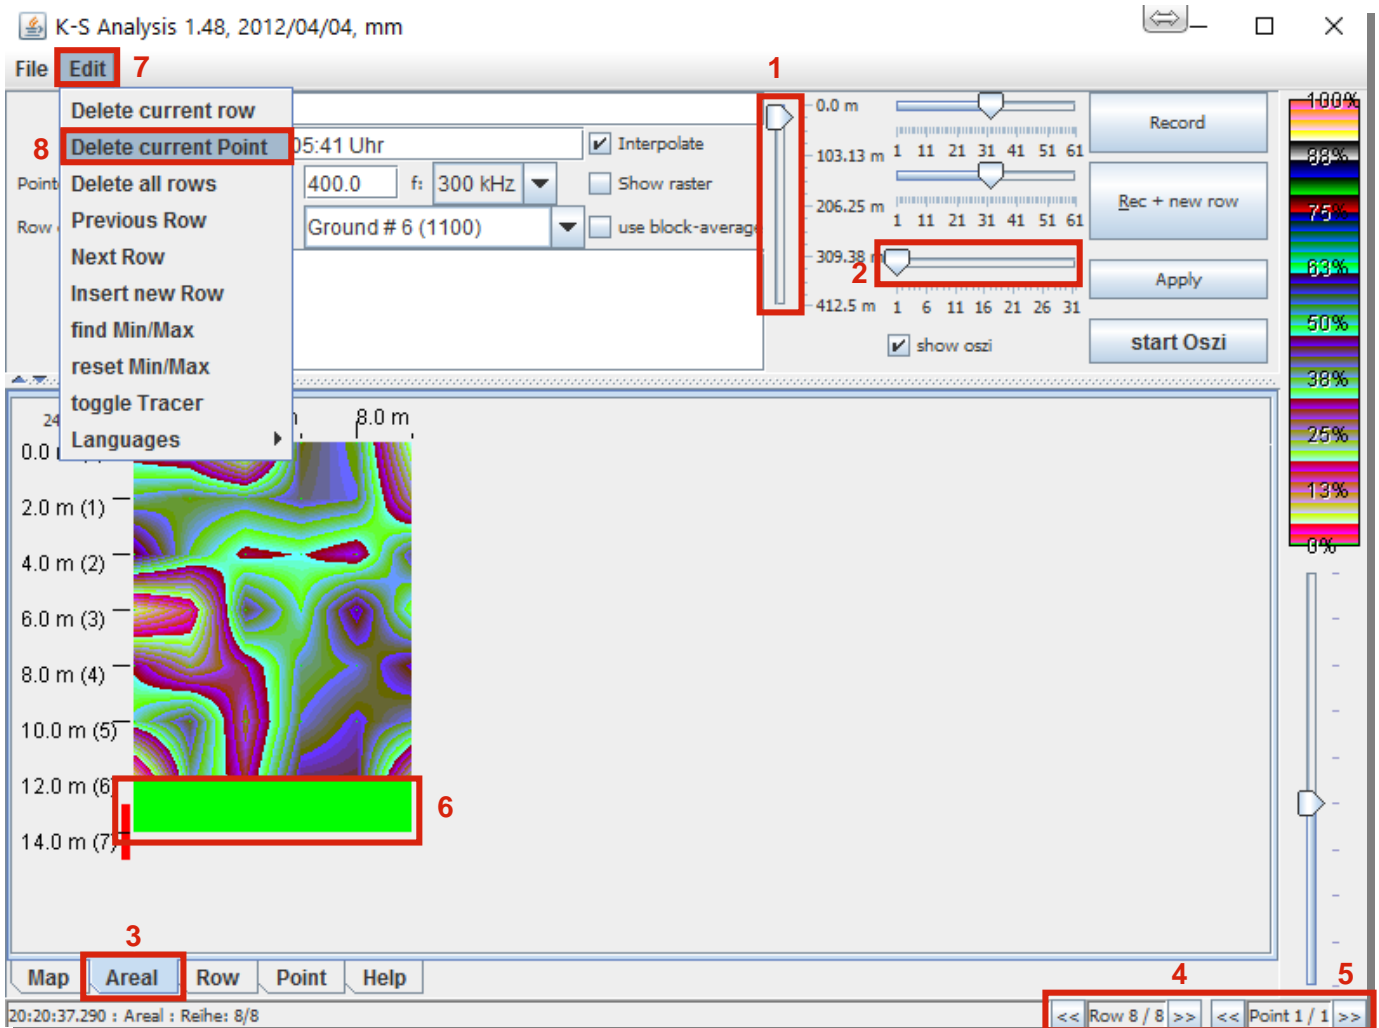 K-S Analysis 1.48, 2012/04/04, mm
File Edit 7
1
Delete current row
8 Delete current Point
Delete all rows
Previous Row
Next Row
Insert new Row
find Min/Max
reset Min/Max
toggle Tracer
Languages
05:41 Uhr
Interpolate
Point
400.0 f: 300 kHz
Show raster
Row
Ground # 6 (1100)
use block-average
0.0 m
103.13 m
206.25 m
309.38 m
412.5 m
1 11 21 31 41 51 61
1 11 21 31 41 51 61
2
1 6 11 16 21 26 31
show oszi
Record
Rec + new row
Apply
start Oszi
100%
88%
75%
63%
50%
38%
25%
13%
0%
24
8.0 m
0.0
2.0 m (1)
4.0 m (2)
6.0 m (3)
8.0 m (4)
10.0 m (5)
12.0 m (6)
14.0 m (7)
6
3
Map Areal Row Point Help
4 5
20:20:37.290 : Areal : Reihe: 8/8
<< Row 8 / 8 >> << Point 1 / 1 >>